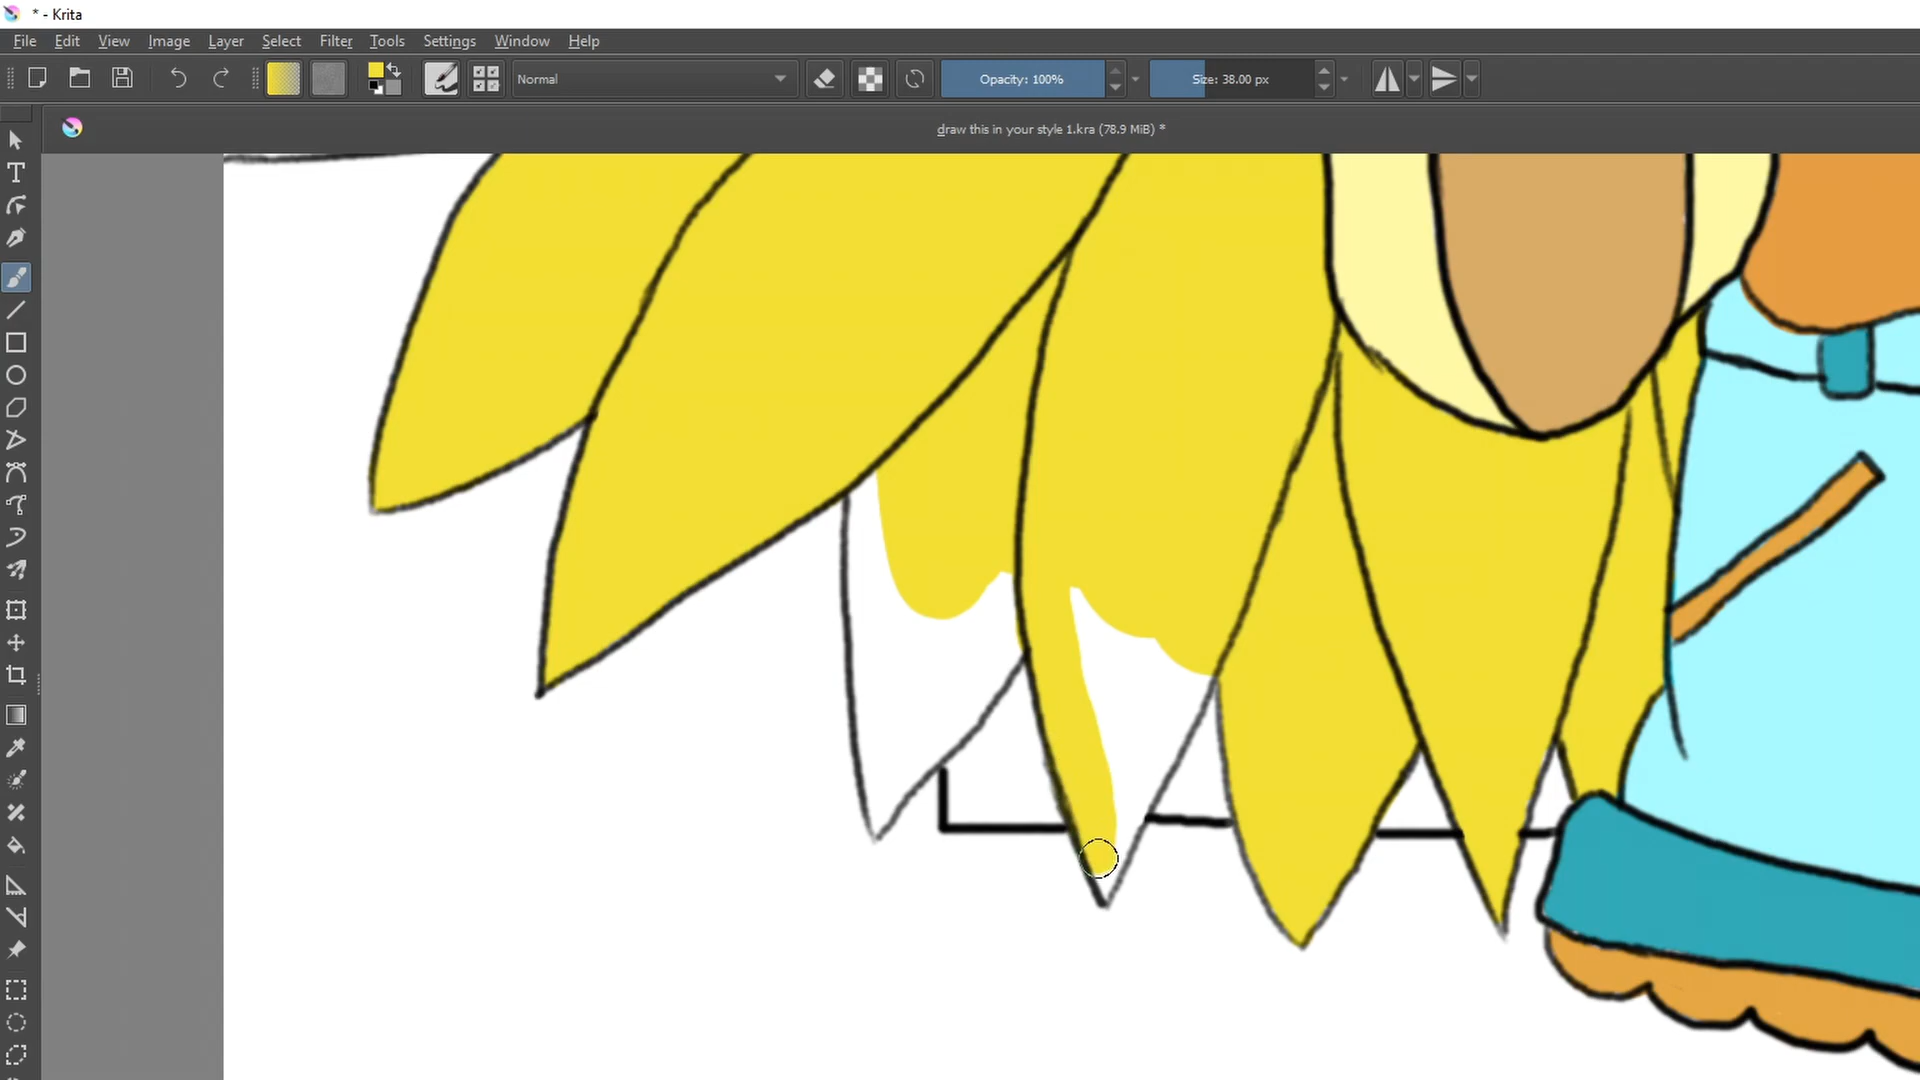 * - Krita
File Edit View Image Layer Select Filter Tools Settings Window Help
Normal Opacity: 100% Size: 38.00 px
draw this in your style 1.kra (78.9 MiB) *